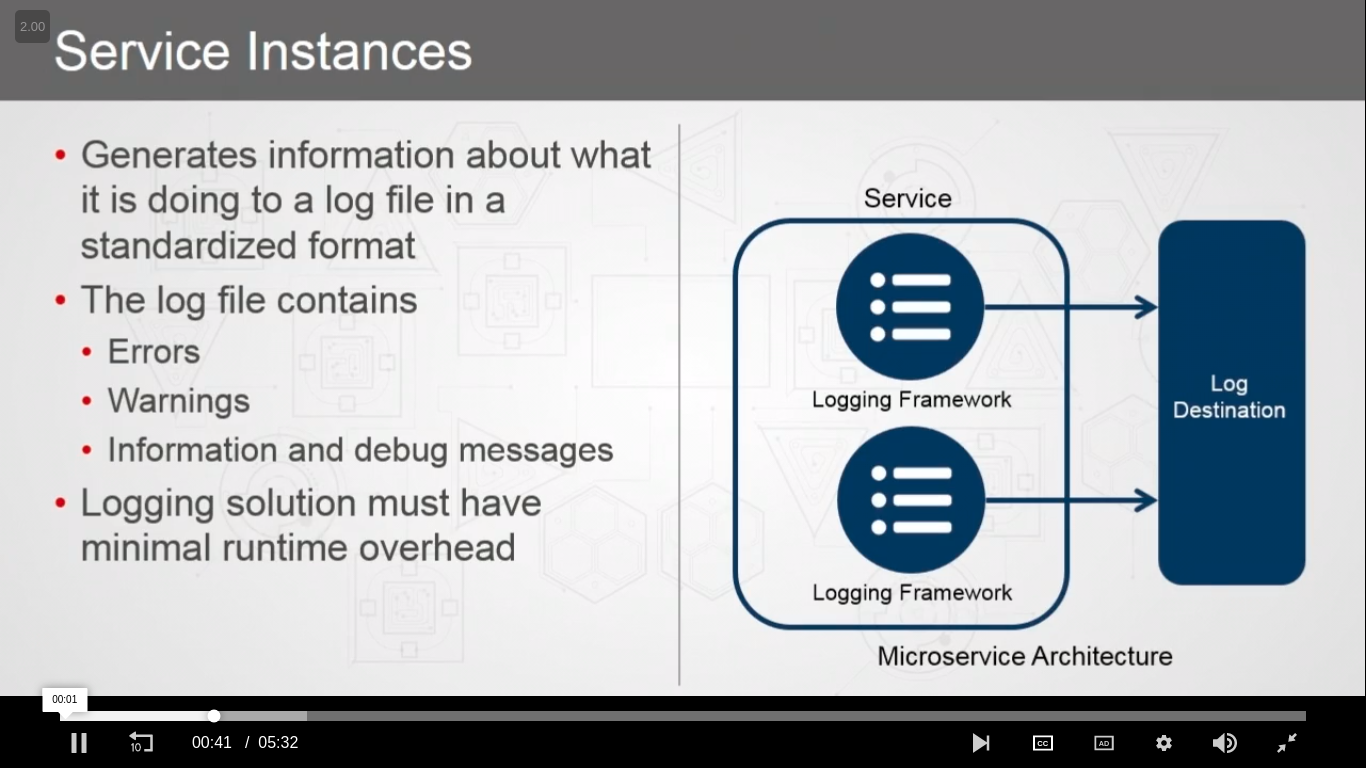 2.00
Service Instances
• Generates information about what
it is doing to a log file in a
standardized format
• The log file contains
• Errors
• Warnings
• Information and debug messages
• Logging solution must have
minimal runtime overhead
Service
Logging Framework
Logging Framework
Log
Destination
Microservice Architecture
00:01
10
00:41 / 05:32
CC
AD